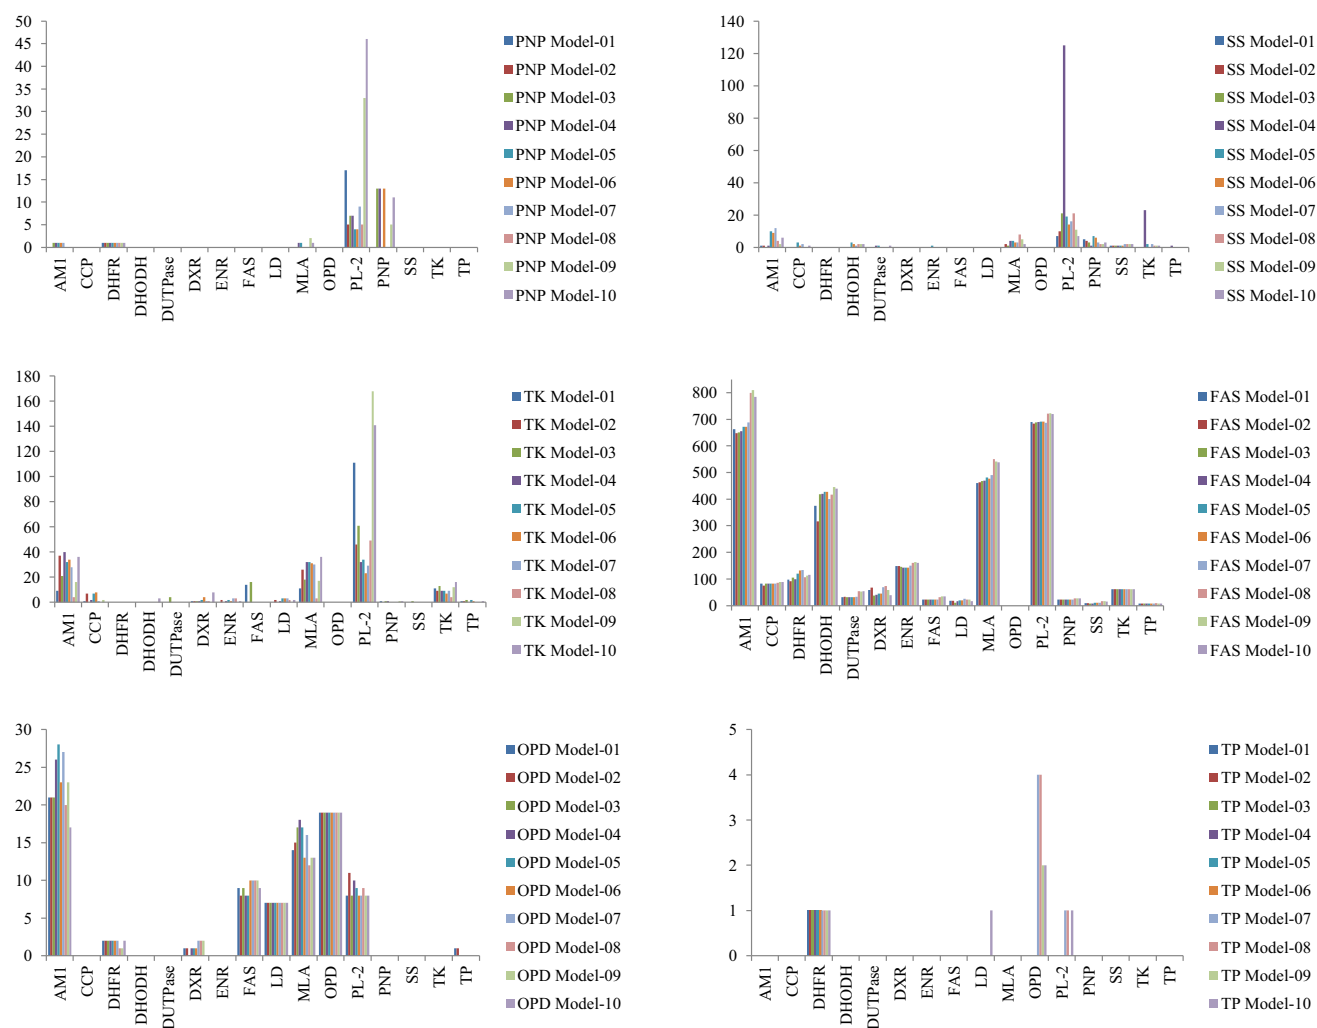 50
45
40
35
30
25
20
15
10
5
0
AM1
CCP
DHFR
DHODH
DUTPase
DXR
ENR
FAS
LD
MLA
OPD
PL-2
PNP
SS
TK
TP
PNP Model-01
PNP Model-02
PNP Model-03
PNP Model-04
PNP Model-05
PNP Model-06
PNP Model-07
PNP Model-08
PNP Model-09
PNP Model-10
140
120
100
80
60
40
20
0
AM1
CCP
DHFR
DHODH
DUTPase
DXR
ENR
FAS
LD
MLA
OPD
PL-2
PNP
SS
TK
TP
SS Model-01
SS Model-02
SS Model-03
SS Model-04
SS Model-05
SS Model-06
SS Model-07
SS Model-08
SS Model-09
SS Model-10
180
160
140
120
100
80
60
40
20
0
AM1
CCP
DHFR
DHODH
DUTPase
DXR
ENR
FAS
LD
MLA
OPD
PL-2
PNP
SS
TK
TP
TK Model-01
TK Model-02
TK Model-03
TK Model-04
TK Model-05
TK Model-06
TK Model-07
TK Model-08
TK Model-09
TK Model-10
800
700
600
500
400
300
200
100
0
AM1
CCP
DHFR
DHODH
DUTPase
DXR
ENR
FAS
LD
MLA
OPD
PL-2
PNP
SS
TK
TP
FAS Model-01
FAS Model-02
FAS Model-03
FAS Model-04
FAS Model-05
FAS Model-06
FAS Model-07
FAS Model-08
FAS Model-09
FAS Model-10
30
25
20
15
10
5
0
AM1
CCP
DHFR
DHODH
DUTPase
DXR
ENR
FAS
LD
MLA
OPD
PL-2
PNP
SS
TK
TP
OPD Model-01
OPD Model-02
OPD Model-03
OPD Model-04
OPD Model-05
OPD Model-06
OPD Model-07
OPD Model-08
OPD Model-09
OPD Model-10
5
4
3
2
1
0
AM1
CCP
DHFR
DHODH
DUTPase
DXR
ENR
FAS
LD
MLA
OPD
PL-2
PNP
SS
TK
TP
TP Model-01
TP Model-02
TP Model-03
TP Model-04
TP Model-05
TP Model-06
TP Model-07
TP Model-08
TP Model-09
TP Model-10